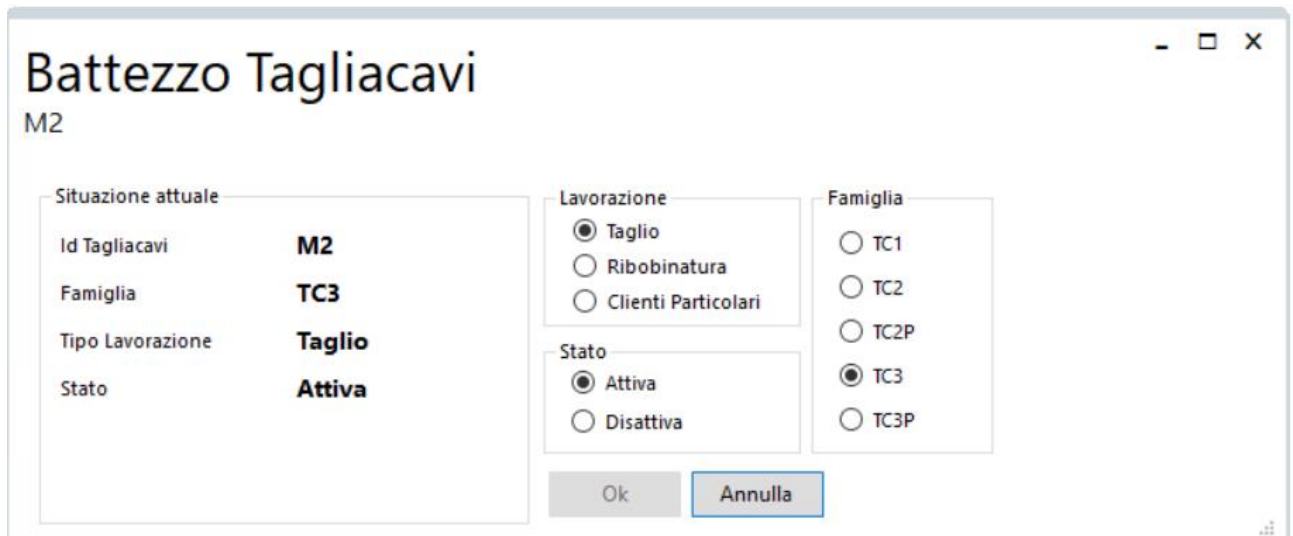 Battezzo Tagliacavi
M2
Situazione attuale
Id Tagliacavi M2
Famiglia TC3
Tipo Lavorazione Taglio
Stato Attiva
Lavorazione
Taglio
Ribobinatura
Clienti Particolari
Stato
Attiva
Disattiva
Famiglia
TC1
TC2
TC2P
TC3
TC3P
Ok Annulla